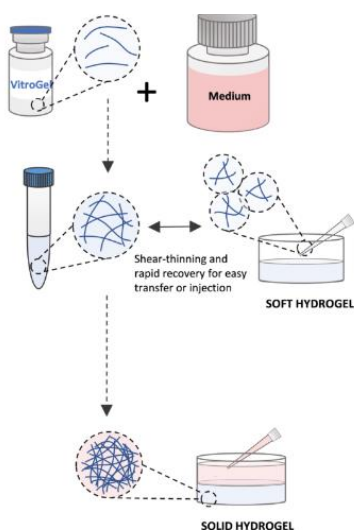 VitroGel
+
Medium
Shear-thinning and
rapid recovery for easy
transfer or injection
SOFT HYDROGEL
SOLID HYDROGEL